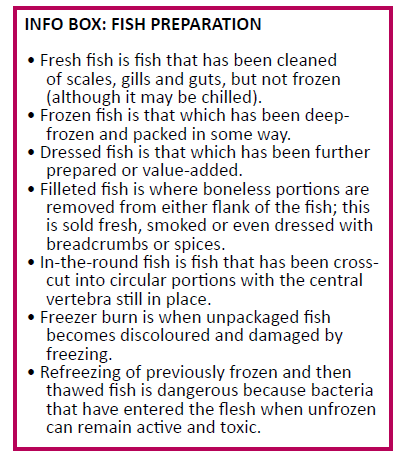 INFO BOX: FISH PREPARATION
• Fresh fish is fish that has been cleaned
of scales, gills and guts, but not frozen
(although it may be chilled).
• Frozen fish is that which has been deep-
frozen and packed in some way.
• Dressed fish is that which has been further
prepared or value-added.
• Filleted fish is where boneless portions are
removed from either flank of the fish; this
is sold fresh, smoked or even dressed with
breadcrumbs or spices.
• In-the-round fish is fish that has been cross-
cut into circular portions with the central
vertebra still in place.
• Freezer burn is when unpackaged fish
becomes discoloured and damaged by
freezing.
• Refreezing of previously frozen and then
thawed fish is dangerous because bacteria
that have entered the flesh when unfrozen
can remain active and toxic.